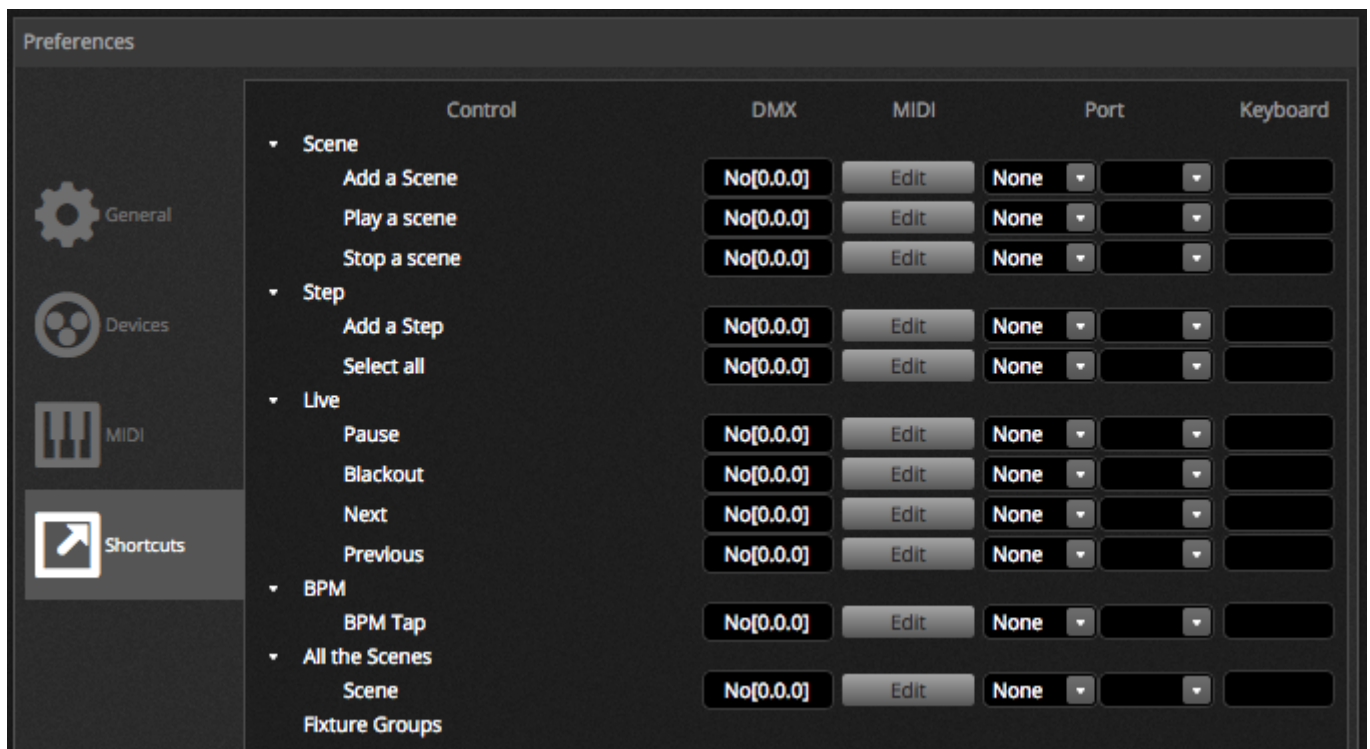 Preferences
Control DMX MIDI Port Keyboard
Scene
Add a Scene No[0.0.0] Edit None
Play a scene No[0.0.0] Edit None
General
Stop a scene No[0.0.0] Edit None
Step
Add a Step No[0.0.0] Edit None
Devices
Select all No[0.0.0] Edit None
Live
Pause No[0.0.0] Edit None
MIDI
Blackout No[0.0.0] Edit None
Next No[0.0.0] Edit None
Shortcuts
Previous No[0.0.0] Edit None
BPM
BPM Tap No[0.0.0] Edit None
All the Scenes
Scene No[0.0.0] Edit None
Fixture Groups